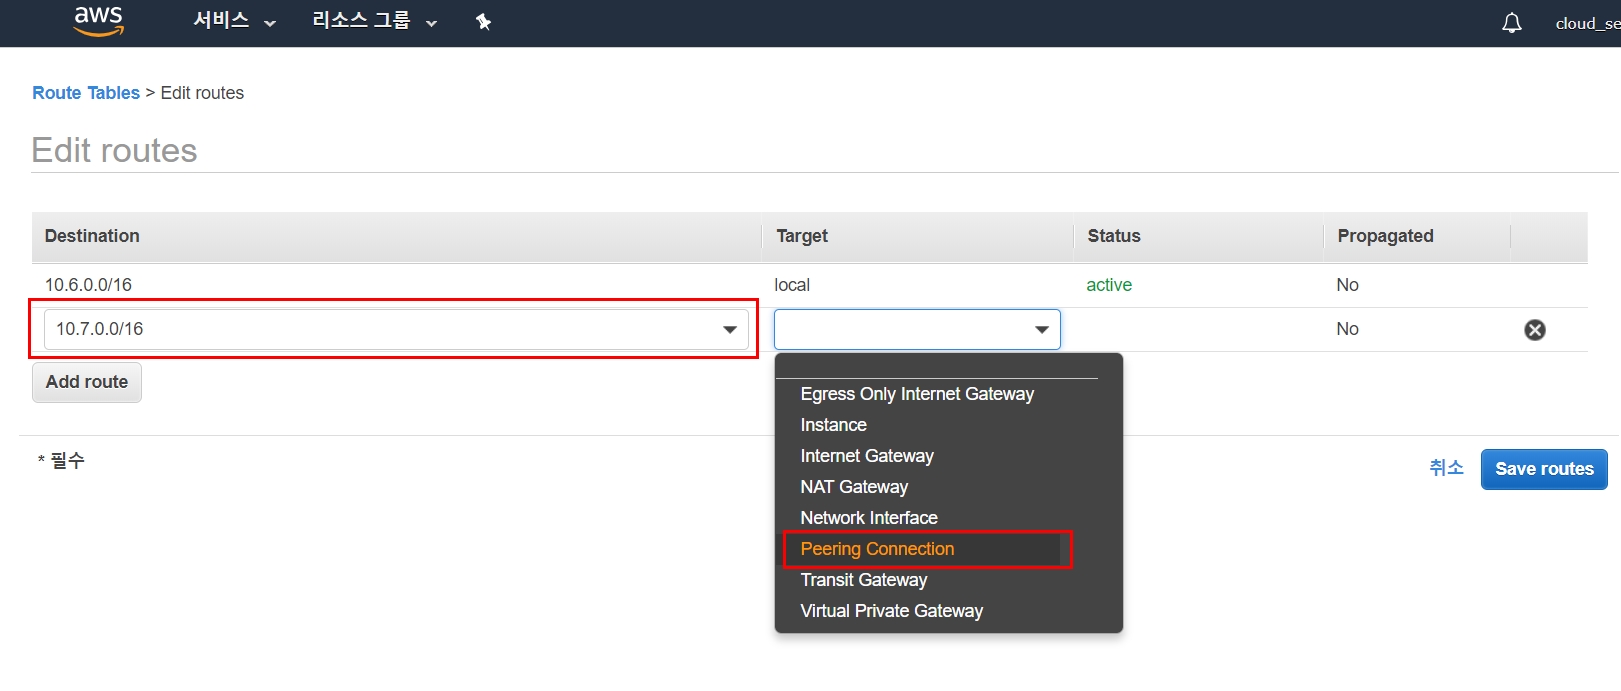 aws 서비스 리소스 그룹 cloud_se
Route Tables > Edit routes
Edit routes
Destination Target Status Propagated
10.6.0.0/16 local active No
10.7.0.0/16 No
Add route
Egress Only Internet Gateway
Instance
Internet Gateway
NAT Gateway
Network Interface
Peering Connection
Transit Gateway
Virtual Private Gateway
* 필수 취소 Save routes